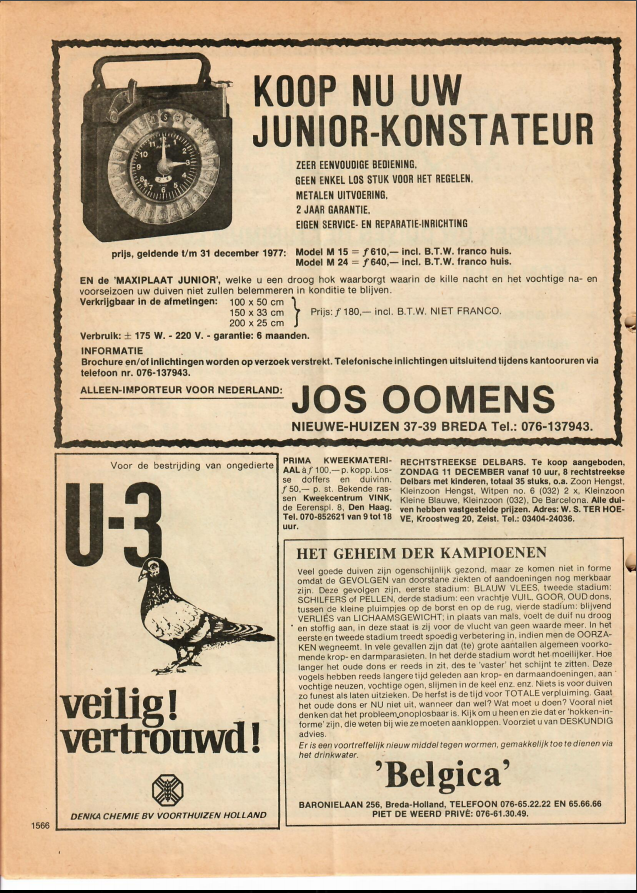 KOOP NU UW
JUNIOR-KONSTATEUR
ZEER EENVOUDIGE BEDIENING.
GEEN ENKEL LOS STUK VOOR HET REGELEN.
METALEN UITVOERING.
2 JAAR GARANTIE.
EIGEN SERVICE- EN REPARATIE-INRICHTING
prijs, geldende t/m 31 december 1977: Model M 15 = ƒ 610,— incl. B.T.W. franco huis.
Model M 24 = ƒ 640,— incl. B.T.W. franco huis.
EN de 'MAXIPLAAT JUNIOR', welke u een droog hok waarborgt waarin de kille nacht en het vochtige na- en
voorseizoen uw duiven niet zullen belemmeren in konditie te blijven.
Verkrijgbaar in de afmetingen: 100 x 50 cm
150 x 33 cm } Prijs: ƒ 180,— incl. B.T.W. NIET FRANCO.
200 x 25 cm
Verbruik: ± 175 W. - 220 V. - garantie: 6 maanden.
INFORMATIE
Brochure en/of inlichtingen worden op verzoek verstrekt. Telefonische inlichtingen uitsluitend tijdens kantooruren via
telefoon nr. 076-137943.
ALLEEN-IMPORTEUR VOOR NEDERLAND:
JOS OOMENS
NIEUWE-HUIZEN 37-39 BREDA Tel.: 076-137943.
Voor de bestrijding van ongedierte
U-3
veilig!
vertrouwd!
DENKA CHEMIE BV VOORTHUIZEN HOLLAND
PRIMA KWEEKMATERI-
AAL à ƒ 100,— p. kopp. Los-
se doffers en duivinn.
ƒ 50,— p. st. Bekende ras-
sen Kweekcentrum VINK,
de Eerenspl. 8, Den Haag.
Tel. 070-852621 van 9 tot 18
uur.
RECHTSTREEKSE DELBARS. Te koop aangeboden,
ZONDAG 11 DECEMBER vanaf 10 uur, 8 rechtstreekse
Delbars met kinderen, totaal 35 stuks, o.a. Zoon Hengst,
Kleinzoon Hengst, Witpen no. 6 (032) 2 x, Kleinzoon
Kleine Blauwe, Kleinzoon (032), De Barcelona. Alle dui-
ven hebben vastgestelde prijzen. Adres: W. S. TER HOE-
VE, Kroostweg 20, Zeist. Tel.: 03404-24036.
HET GEHEIM DER KAMPIOENEN
Veel goede duiven zijn ogenschijnlijk gezond, maar ze komen niet in forme
omdat de GEVOLGEN van doorstane ziekten of aandoeningen nog merkbaar
zijn. Deze gevolgen zijn, eerste stadium: BLAUW VLEES, tweede stadium:
SCHILFERS of PELLEN, derde stadium: een vrachtje VUIL, GOOR, OUD dons,
tussen de kleine pluimpjes op de borst en op de rug, vierde stadium: blijvend
VERLIES van LICHAAMSGEWICHT; in plaats van mals, voelt de duif nu droog
en stoffig aan, in deze staat is zij voor de vlucht van geen waarde meer. In het
eerste en tweede stadium treedt spoedig verbetering in, indien men de OORZA-
KEN wegneemt. In vele gevallen zijn dat (te) grote aantallen algemeen voorko-
mende krop- en darmparasieten. In het derde stadium wordt het moeilijker. Hoe
langer het oude dons er reeds in zit, des te 'vaster' het schijnt te zitten. Deze
vogels hebben reeds langere tijd geleden aan krop- en darmaandoeningen, aan
vochtige neuzen, vochtige ogen, slijmen in de keel enz. enz. Niets is voor duiven
zo funest als laten uitzieken. De herfst is de tijd voor TOTALE verpluiming. Gaat
het oude dons er NU niet uit, wanneer dan wel? Wat moet u doen? Vooral niet
denken dat het probleem onoplosbaar is. Kijk om u heen en zie dat er 'hokken-in-
forme' zijn, die weten bij wie ze moeten aankloppen. Voorziet u van DESKUNDIG
advies.
Er is een voortreffelijk nieuw middel tegen wormen, gemakkelijk toe te dienen via
het drinkwater.
'Belgica'
BARONIELAAN 256, Breda-Holland, TELEFOON 076-65.22.22 EN 65.66.66
PIET DE WEERD PRIVÉ: 076-61.30.49.
1566